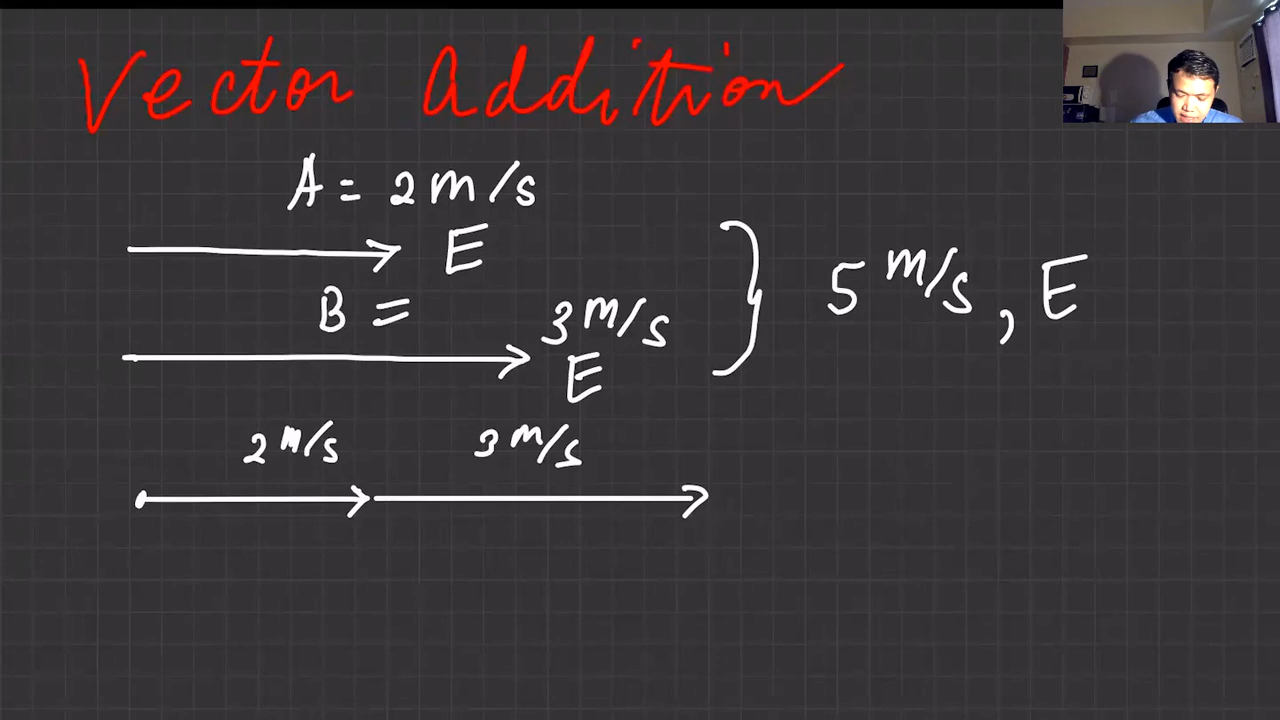 Vector Addition
A = 2 m/s
E
B =
3 m/s
E
5 m/s, E
2 m/s 3 m/s